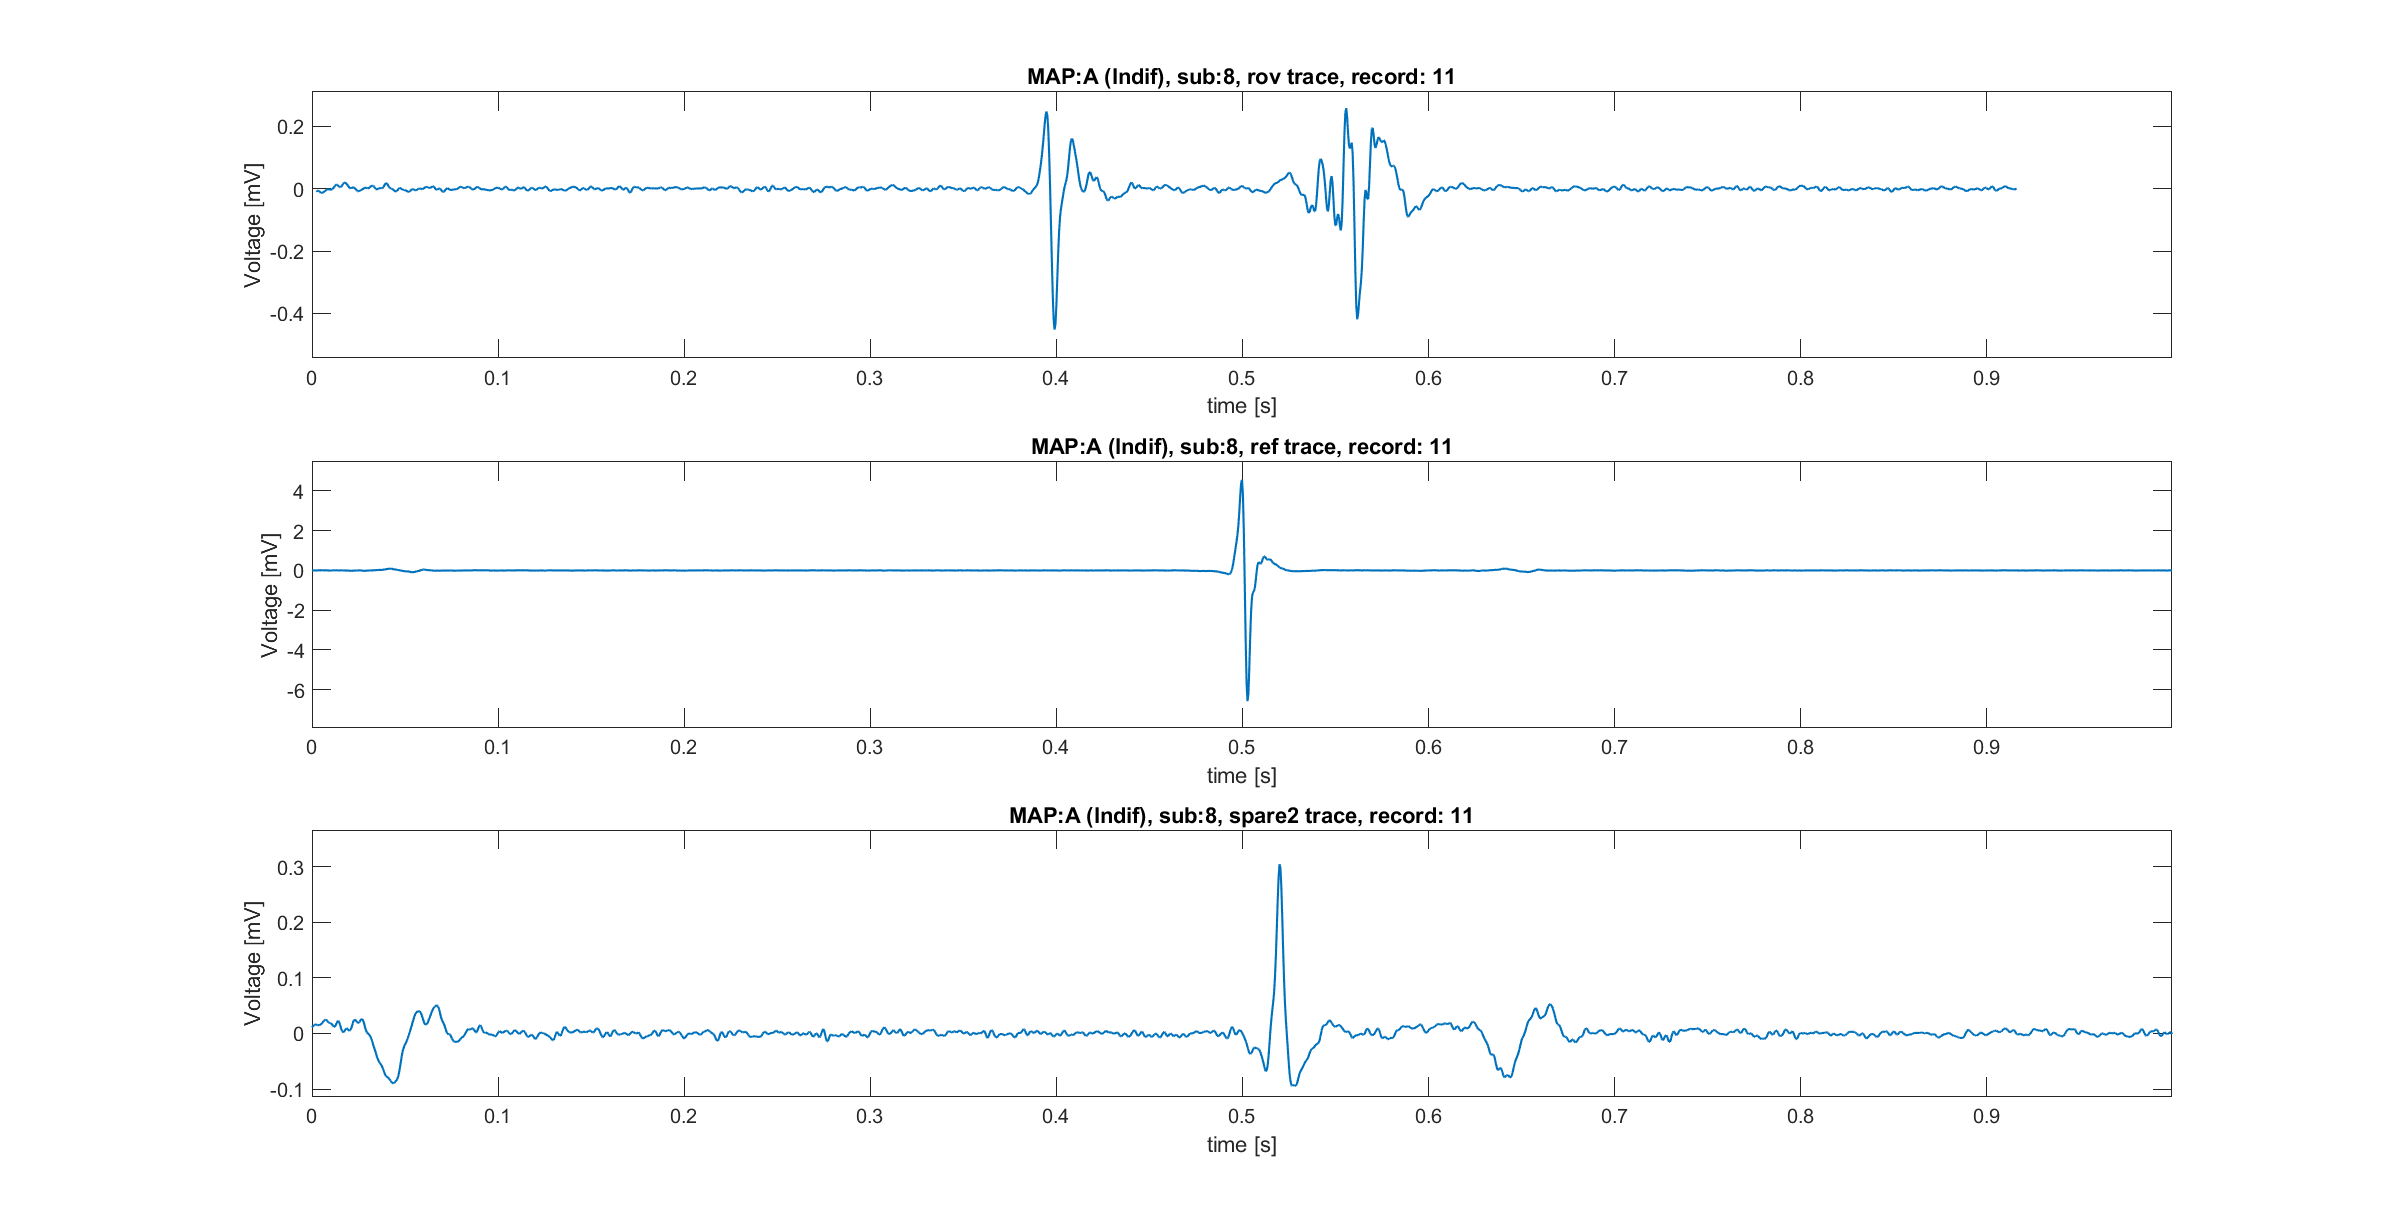 MAP:A (Indif), sub:8, rov trace, record: 11
Voltage [mV]
0.2
0
-0.2
-0.4
0 0.1 0.2 0.3 0.4 0.5 0.6 0.7 0.8 0.9
time [s]
MAP:A (Indif), sub:8, ref trace, record: 11
Voltage [mV]
4
2
0
-2
-4
-6
0 0.1 0.2 0.3 0.4 0.5 0.6 0.7 0.8 0.9
time [s]
MAP:A (Indif), sub:8, spare2 trace, record: 11
Voltage [mV]
0.3
0.2
0.1
0
-0.1
0 0.1 0.2 0.3 0.4 0.5 0.6 0.7 0.8 0.9
time [s]